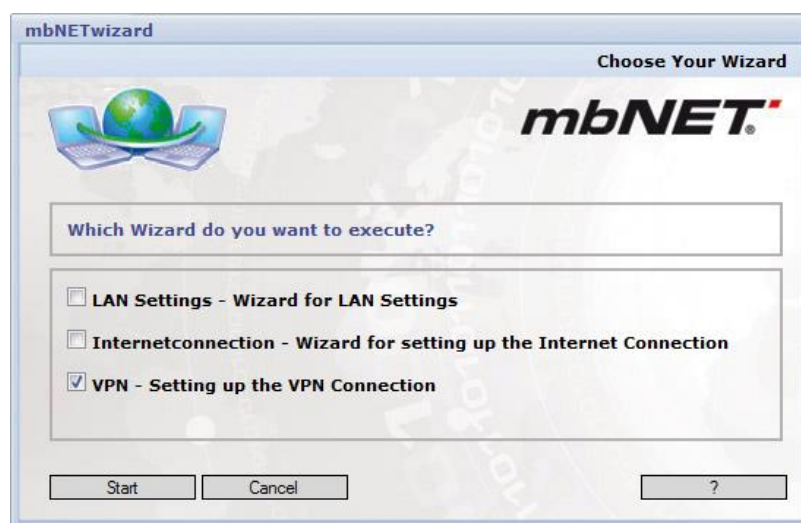 mbNETwizard
Choose Your Wizard
mbNET.®
Which Wizard do you want to execute?
LAN Settings - Wizard for LAN Settings
Internetconnection - Wizard for setting up the Internet Connection
VPN - Setting up the VPN Connection
Start Cancel ?